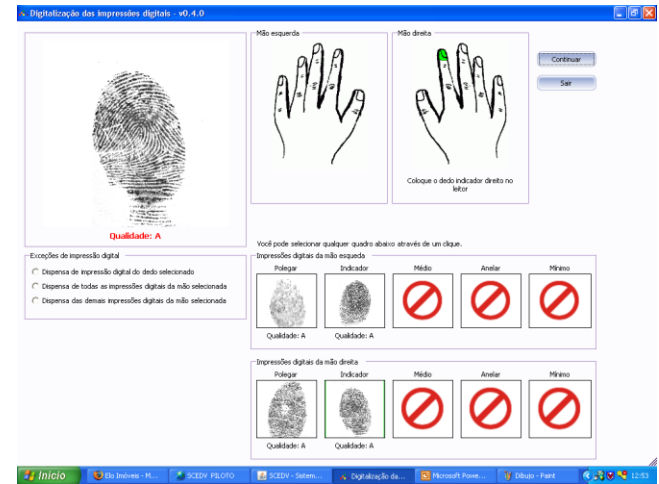 Digitalização das impressões digitais - v0.4.0
Mão esquerda
Mão direita
Continuar
Sair
Coloque o dedo indicador direito no
leitor
Qualidade: A
Você pode selecionar qualquer quadro abaixo através de um clique.
Exceções de impressão digital
Dispensa de impressão digital do dedo selecionado
Dispensa de todas as impressões digitais da mão selecionada
Dispensa das demais impressões digitais da mão selecionada
Impressões digitais da mão esqueda
Polegar Indicador Médio Anelar Mínimo
Qualidade: A Qualidade: A
Impressões digitais da mão direita
Polegar Indicador Médio Anelar Mínimo
Qualidade: A Qualidade: A
Iniciar Elo Imóveis - M... SCEDV PILOTO SCEDV - Sistem... Digitalização da... Microsoft Powe... Dibujo - Paint 12:53